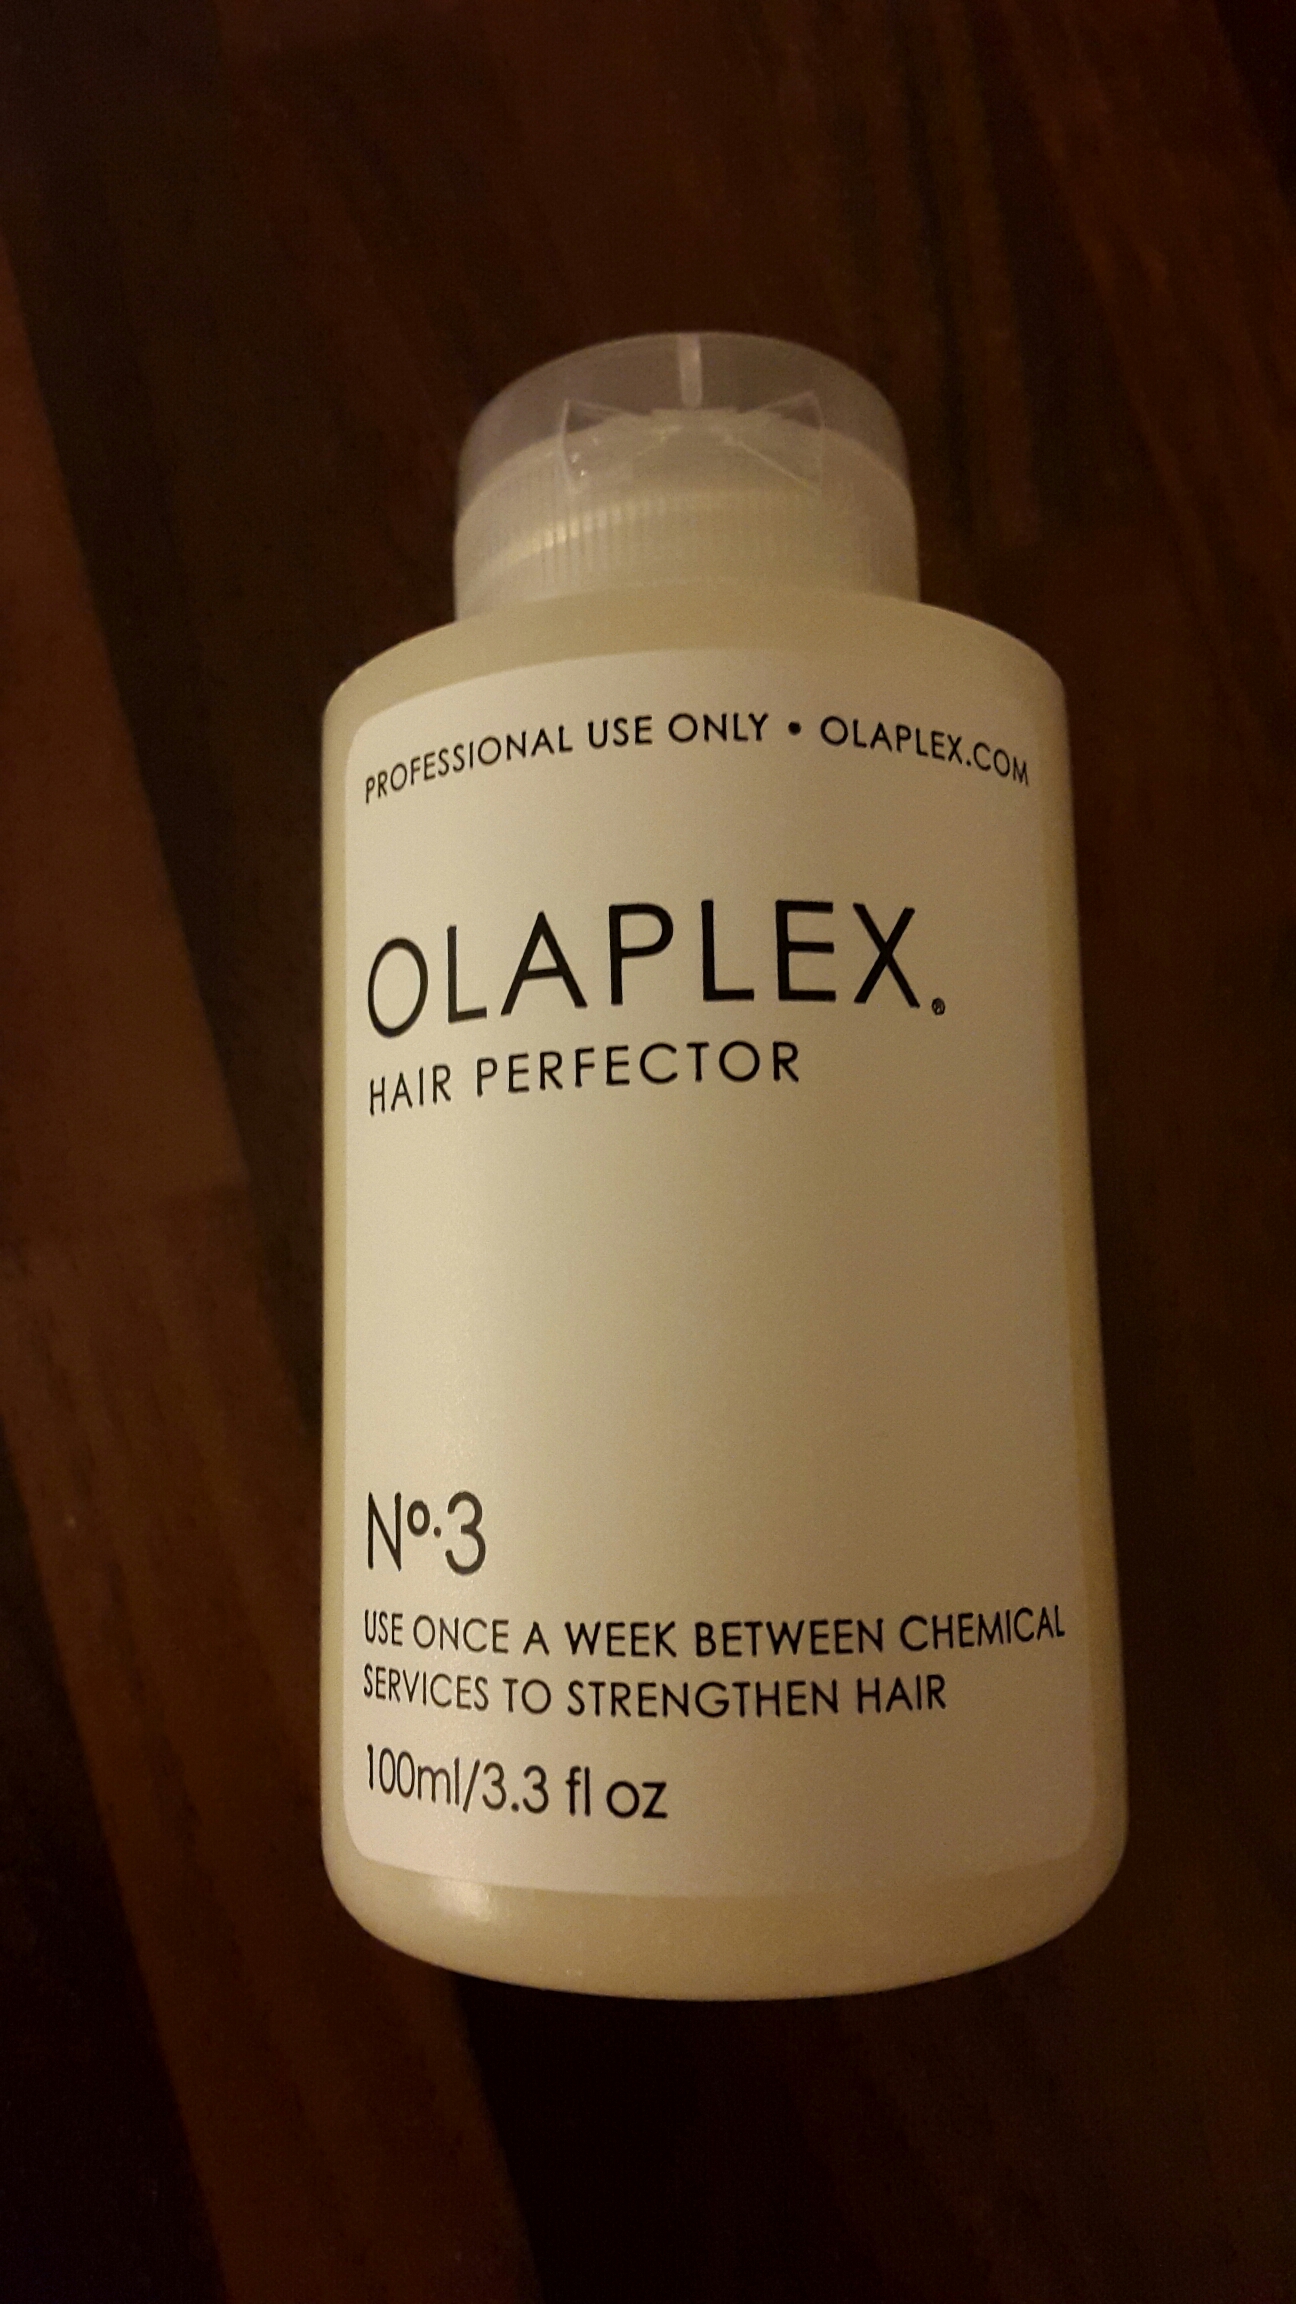 PROFESSIONAL USE ONLY • OLAPLEX.COM
OLAPLEX®
HAIR PERFECTOR
Nº.3
USE ONCE A WEEK BETWEEN CHEMICAL
SERVICES TO STRENGTHEN HAIR
100ml/3.3 fl oz